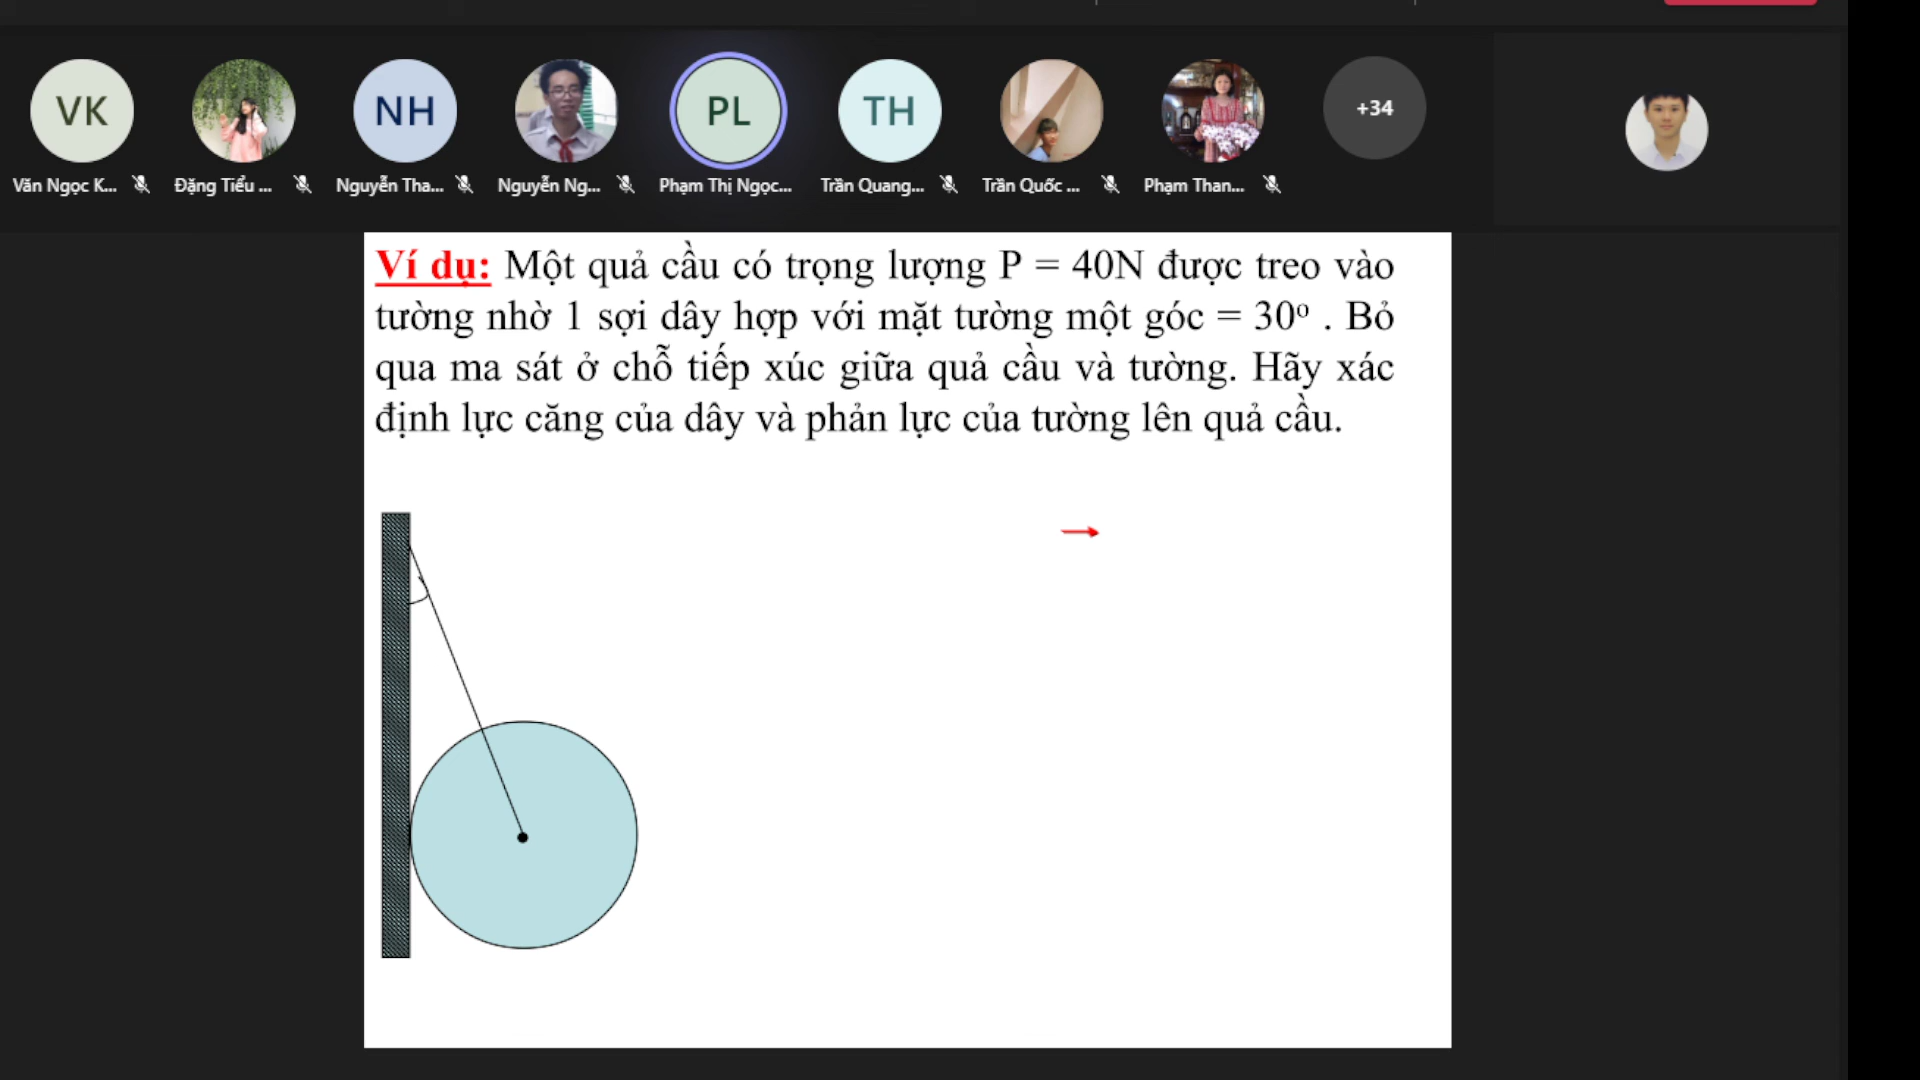 VK
NH
PL
TH
+34
Văn Ngọc K...
Đặng Tiểu ...
Nguyễn Tha...
Nguyễn Ng...
Phạm Thị Ngọc...
Trần Quang...
Trần Quốc ...
Phạm Than...
Ví dụ: Một quả cầu có trọng lượng P = 40N được treo vào
tường nhờ 1 sợi dây hợp với mặt tường một góc = 30º . Bỏ
qua ma sát ở chỗ tiếp xúc giữa quả cầu và tường. Hãy xác
định lực căng của dây và phản lực của tường lên quả cầu.